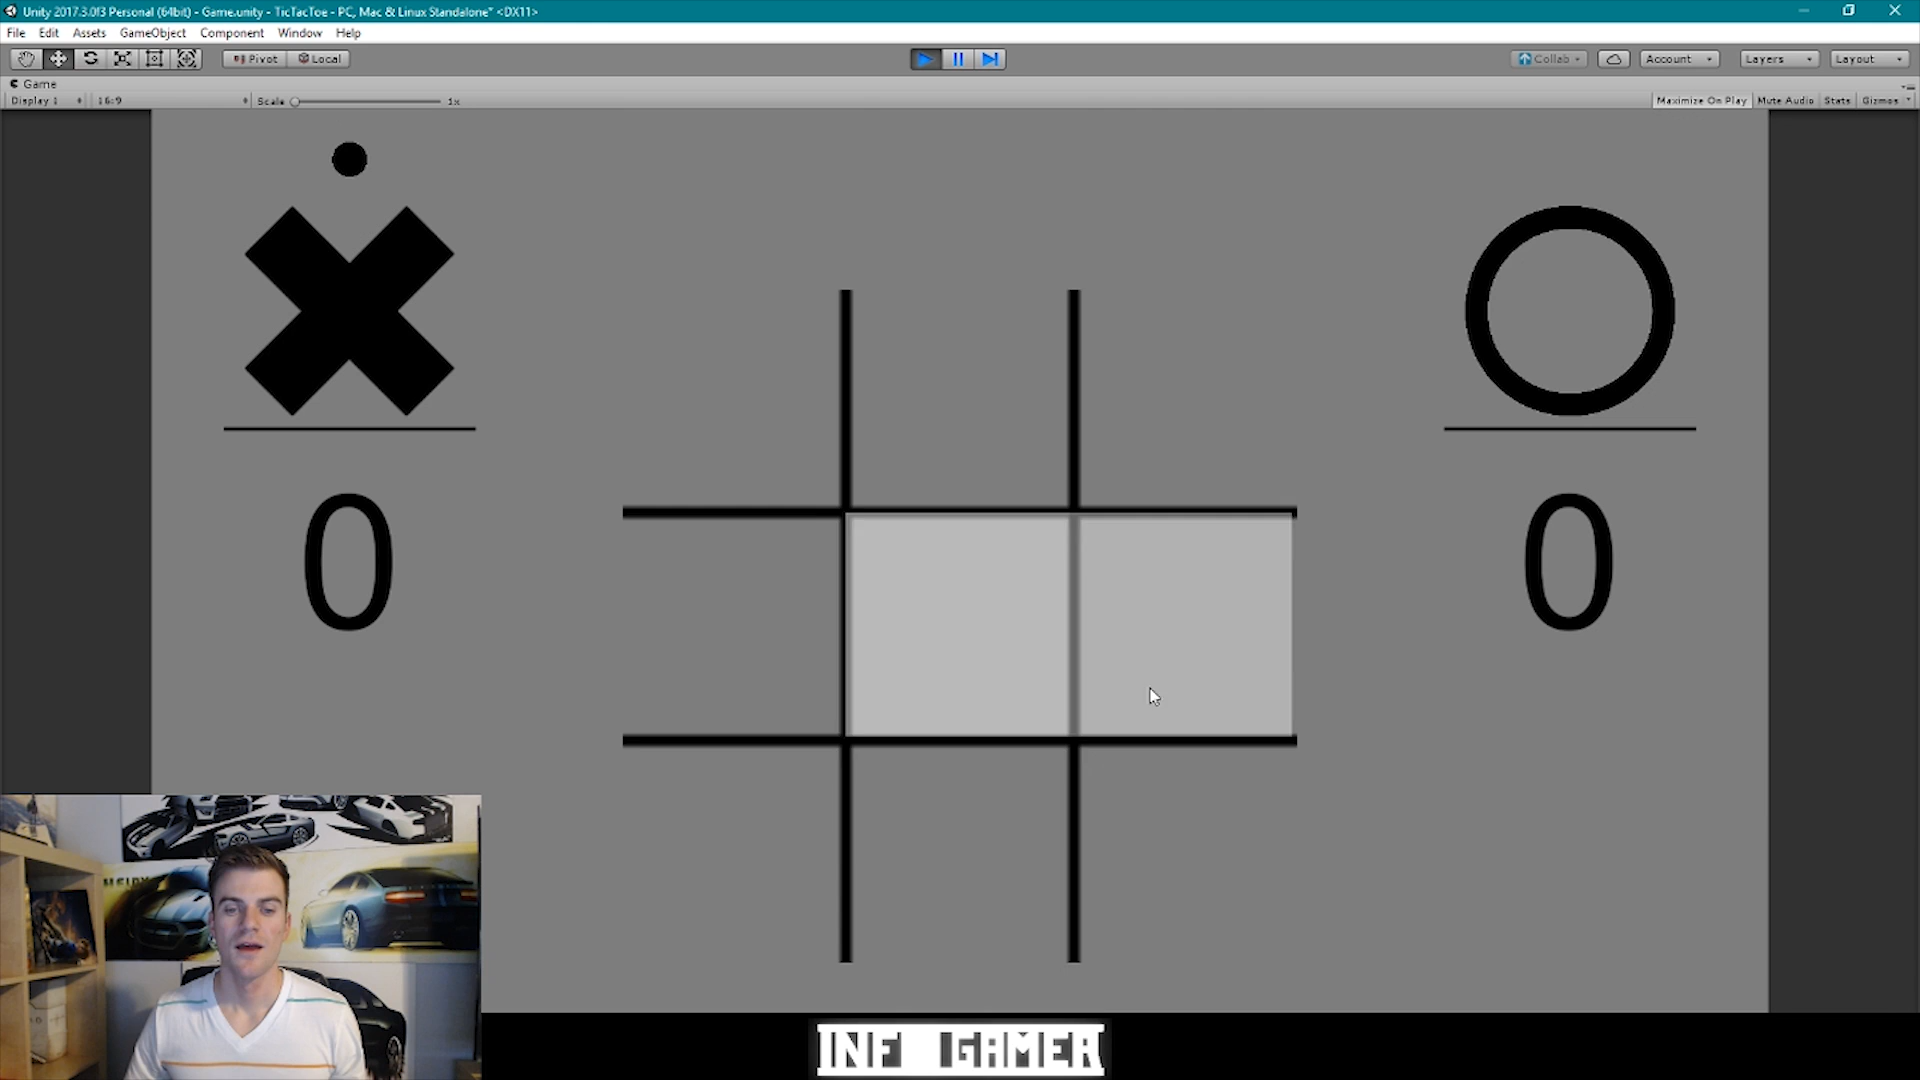 Unity 2017.3.0f3 Personal (64bit) - Game.unity - TicTacToe - PC, Mac & Linux Standalone* <DX11>
File Edit Assets GameObject Component Window Help
Pivot Local Collab Account Layers Layout
Game
Display 1 16:9 Scale 1x Maximize On Play Mute Audio Stats Gizmos
0 0
INF GAMER